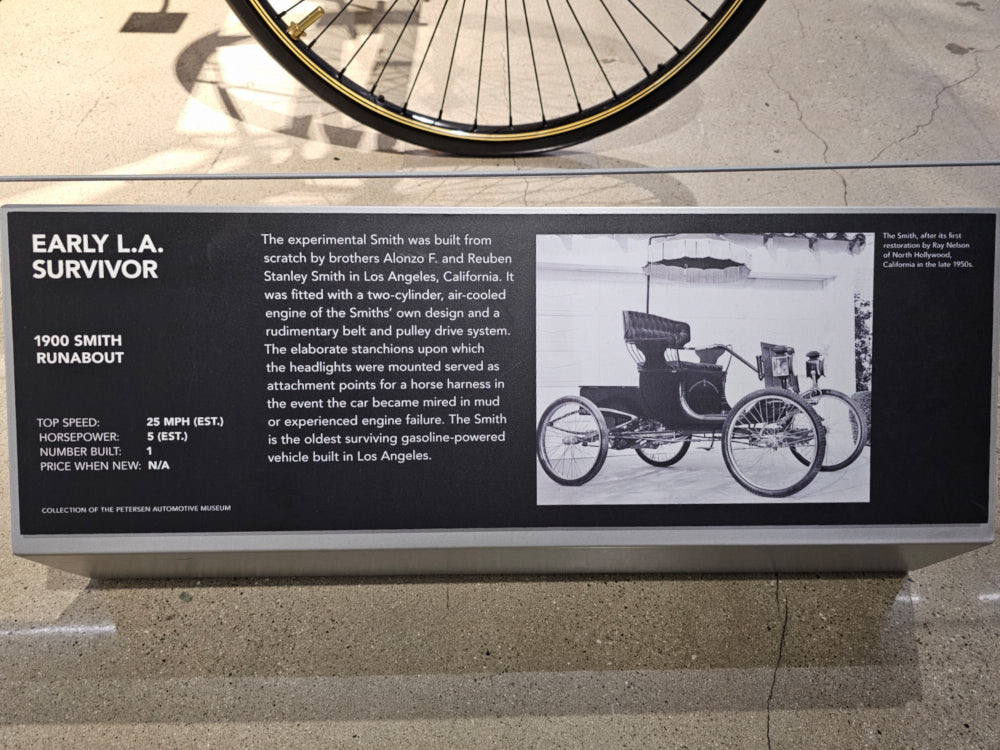 EARLY L.A.
SURVIVOR
1900 SMITH
RUNABOUT
TOP SPEED: 25 MPH (EST.)
HORSEPOWER: 5 (EST.)
NUMBER BUILT: 1
PRICE WHEN NEW: N/A
COLLECTION OF THE PETERSEN AUTOMOTIVE MUSEUM
The experimental Smith was built from
scratch by brothers Alonzo F. and Reuben
Stanley Smith in Los Angeles, California. It
was fitted with a two-cylinder, air-cooled
engine of the Smiths' own design and a
rudimentary belt and pulley drive system.
The elaborate stanchions upon which
the headlights were mounted served as
attachment points for a horse harness in
the event the car became mired in mud
or experienced engine failure. The Smith
is the oldest surviving gasoline-powered
vehicle built in Los Angeles.
The Smith, after its first
restoration by Ray Nelson
of North Hollywood,
California in the late 1950s.